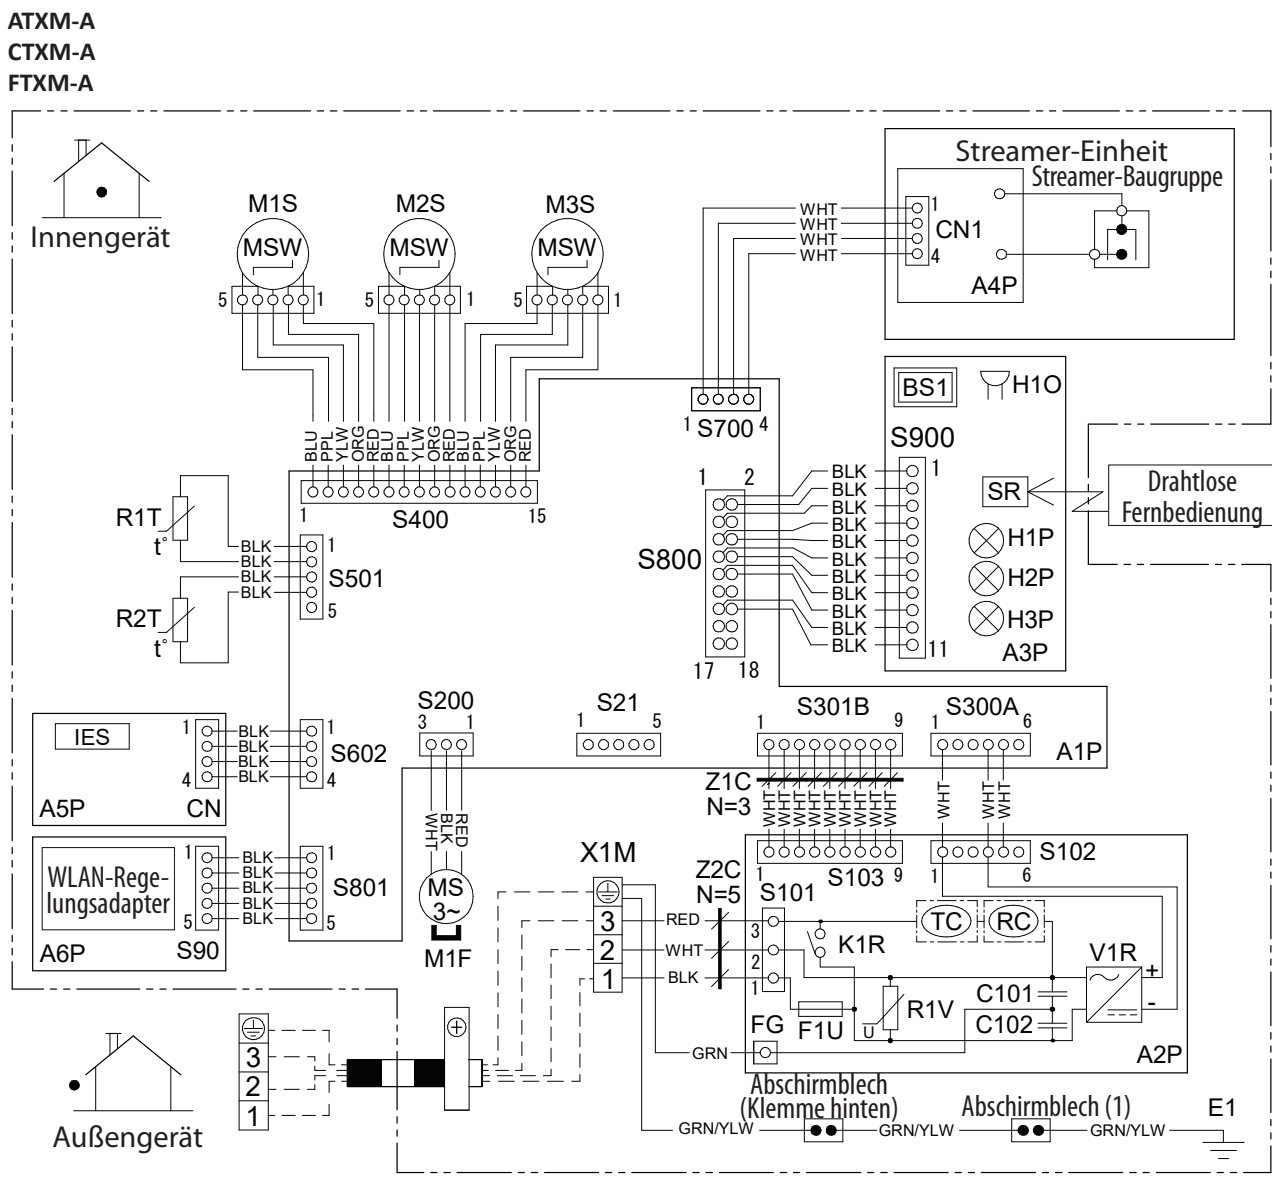 ATXM-A
CTXM-A
FTXM-A
Innengerät
M1S M2S M3S
MSW MSW MSW
5 1 5 1 5 1
BLU PPL YLW ORG RED BLU PPL YLW ORG RED BLU PPL YLW ORG RED
1 S400 15
Streamer-Einheit
Streamer-Baugruppe
WHT 1
WHT CN1
WHT
WHT 4
A4P
1 S700 4
BS1 H1O
S900
SR
Drahtlose
Fernbedienung
H1P
H2P
H3P
A3P
1 2
S800
17 18
BLK 1
BLK
BLK
BLK
BLK
BLK
BLK
BLK
BLK
BLK
BLK 11
R1T
t°
R2T
t°
BLK 1
BLK
BLK S501
BLK
5
IES
A5P CN
1 BLK 1
BLK
BLK S602
4 BLK 4
WLAN-Rege-
lungsadapter
A6P S90
1 BLK 1
BLK
BLK S801
BLK
5 BLK 5
S200
3 1
WHT BLK RED
MS
3~
M1F
S21
1 5
S301B
1 9
S300A
1 6
A1P
Z1C
N=3
WHT WHT WHT WHT WHT WHT WHT WHT WHT
WHT WHT WHT
1 S103 9
1 6 S102
X1M
3
2
1
Z2C
N=5
S101
RED 3
WHT 2
BLK 1
K1R
TC RC
V1R
+
-
C101
C102
R1V
U
F1U
FG
GRN
A2P
Abschirmblech
(Klemme hinten)
Abschirmblech (1)
E1
GRN/YLW GRN/YLW GRN/YLW
Außengerät
3
2
1